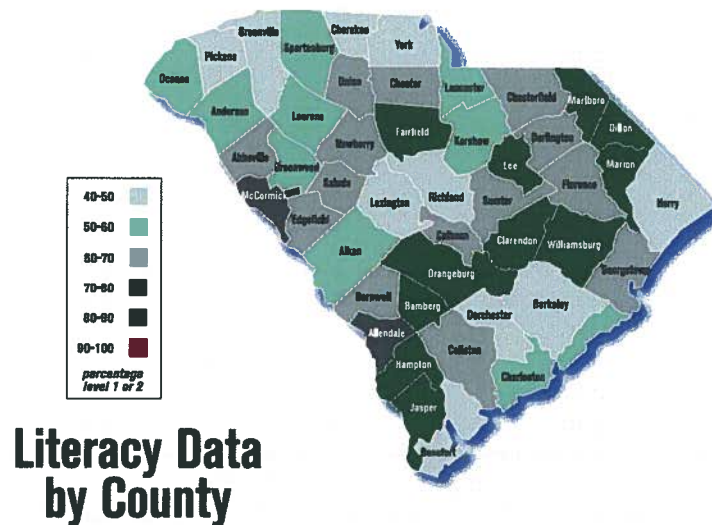 Greenville
Cherokee
York
Spartanburg
Pickens
Oconee
Union
Chester
Lancaster
Chesterfield
Marlboro
Anderson
Laurens
Dillon
Fairfield
Kershaw
Darlington
Newberry
Lee
Marion
Abbeville
Greenwood
Florence
40-50
McCormick
Saluda
Richland
Horry
Lexington
Sumter
50-60
Edgefield
Calhoun
Clarendon
Williamsburg
60-70
Aiken
Georgetown
Orangeburg
70-80
Barnwell
Bamberg
Berkeley
80-90
Dorchester
Allendale
90-100
Colleton
Hampton
Charleston
percentage
level 1 or 2
Jasper
Literacy Data
by County
Beaufort